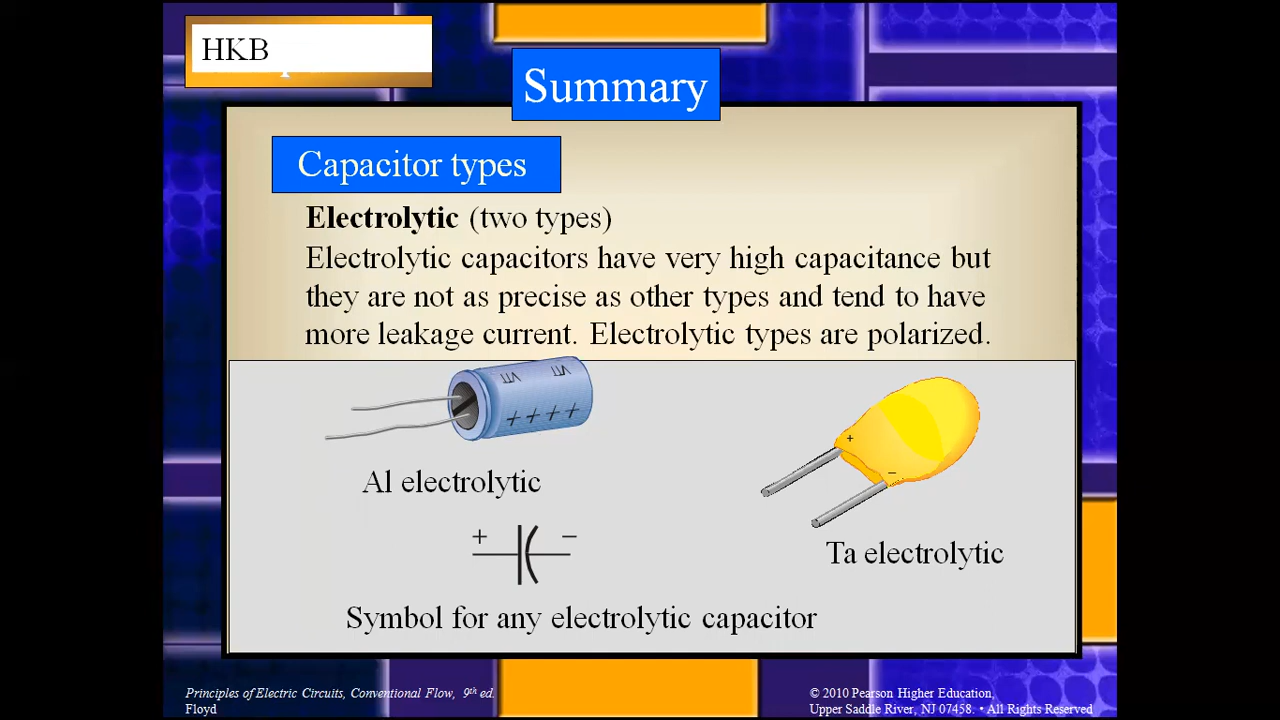 HKB
Summary
Capacitor types
Electrolytic (two types)
Electrolytic capacitors have very high capacitance but
they are not as precise as other types and tend to have
more leakage current. Electrolytic types are polarized.
+ + + +
+
−
Al electrolytic
+ −
Ta electrolytic
Symbol for any electrolytic capacitor
Principles of Electric Circuits, Conventional Flow, 9th ed.
Floyd
© 2010 Pearson Higher Education,
Upper Saddle River, NJ 07458. • All Rights Reserved